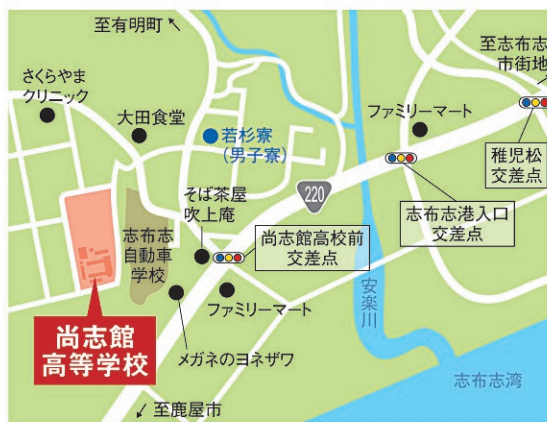 至有明町
至志布志
市街地
さくらやま
クリニック
大田食堂
ファミリーマート
若杉寮
(男子寮)
稚児松
交差点
220
そば茶屋
吹上庵
志布志港入口
交差点
志布志
自動車
学校
尚志館高校前
交差点
安楽川
ファミリーマート
尚志館
高等学校
メガネのヨネザワ
志布志湾
至鹿屋市